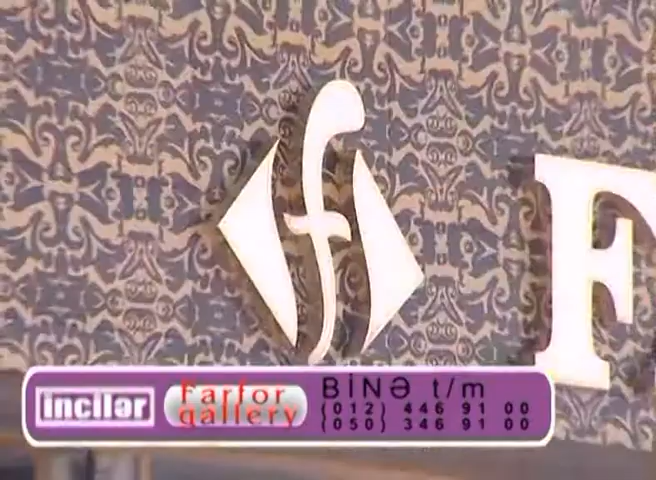 f
F
incilər
Farfor
gallery
BİNƏ t/m
(012) 446 91 00
(050) 346 91 00